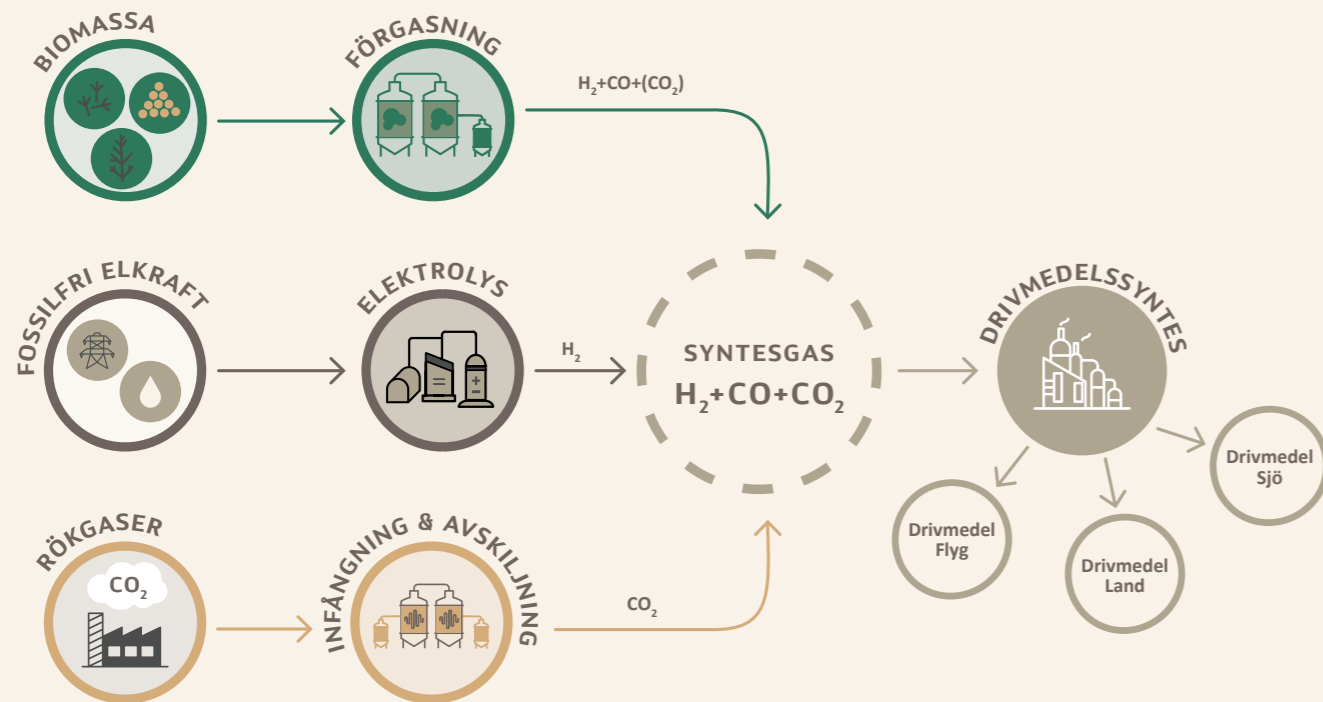 BIOMASSA
FÖRGASNING
H₂+CO+(CO₂)
FOSSILFRI ELKRAFT
ELEKTROLYS
H₂
SYNTESGAS
H₂+CO+CO₂
DRIVMEDELSSYNTES
Drivmedel
Sjö
Drivmedel
Flyg
Drivmedel
Land
RÖKGASER
CO₂
INFÅNGNING & AVSKILJNING
CO₂